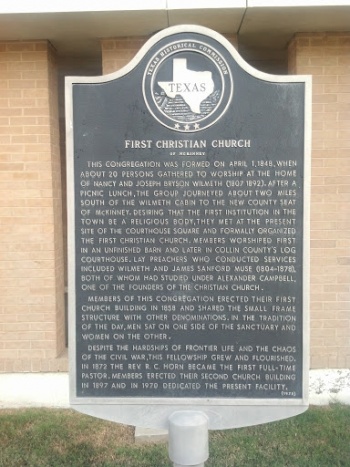 TEXAS HISTORICAL COMMISSION
TEXAS
FIRST CHRISTIAN CHURCH
OF MCKINNEY
THIS CONGREGATION WAS FORMED ON APRIL 7, 1848, WHEN
ABOUT 20 PERSONS GATHERED TO WORSHIP AT THE HOME
OF NANCY AND JOSEPH BRYSON WILMETH (1807 1892). AFTER A
PICNIC LUNCH, THE GROUP JOURNEYED ABOUT TWO MILES
SOUTH OF THE WILMETH CABIN TO THE NEW COUNTY SEAT
OF MCKINNEY. DESIRING THAT THE FIRST INSTITUTION IN THE
TOWN BE A RELIGIOUS BODY, THEY MET AT THE PRESENT
SITE OF THE COURTHOUSE SQUARE AND FORMALLY ORGANIZED
THE FIRST CHRISTIAN CHURCH. MEMBERS WORSHIPED FIRST
IN AN UNFINISHED BARN AND LATER IN COLLIN COUNTY'S LOG
COURTHOUSE. LAY PREACHERS WHO CONDUCTED SERVICES
INCLUDED WILMETH AND JAMES SANFORD MUSE (1804-1878),
BOTH OF WHOM HAD STUDIED UNDER ALEXANDER CAMPBELL,
ONE OF THE FOUNDERS OF THE CHRISTIAN CHURCH.
MEMBERS OF THIS CONGREGATION ERECTED THEIR FIRST
CHURCH BUILDING IN 1858 AND SHARED THE SMALL FRAME
STRUCTURE WITH OTHER DENOMINATIONS. IN THE TRADITION
OF THE DAY, MEN SAT ON ONE SIDE OF THE SANCTUARY AND
WOMEN ON THE OTHER.
DESPITE THE HARDSHIPS OF FRONTIER LIFE AND THE CHAOS
OF THE CIVIL WAR, THIS FELLOWSHIP GREW AND FLOURISHED.
IN 1872 THE REV. R. C. HORN BECAME THE FIRST FULL-TIME
PASTOR. MEMBERS ERECTED THEIR SECOND CHURCH BUILDING
IN 1897 AND IN 1970 DEDICATED THE PRESENT FACILITY.